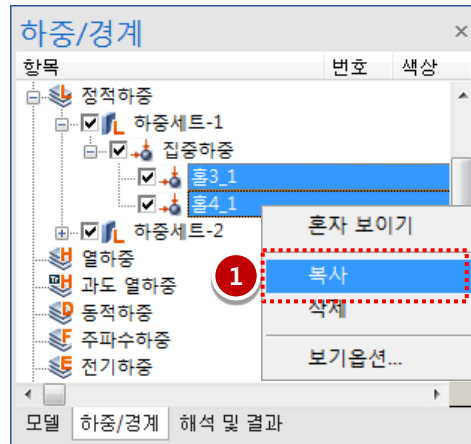 하중/경계 ×
항목 번호 색상
정적하중
하중세트-1
집중하중
홀3_1
홀4_1
혼자 보이기
하중세트-2
열하중
1 복사
과도 열하중
삭제
동적하중
주파수하중
보기옵션...
전기하중
모델 하중/경계 해석 및 결과